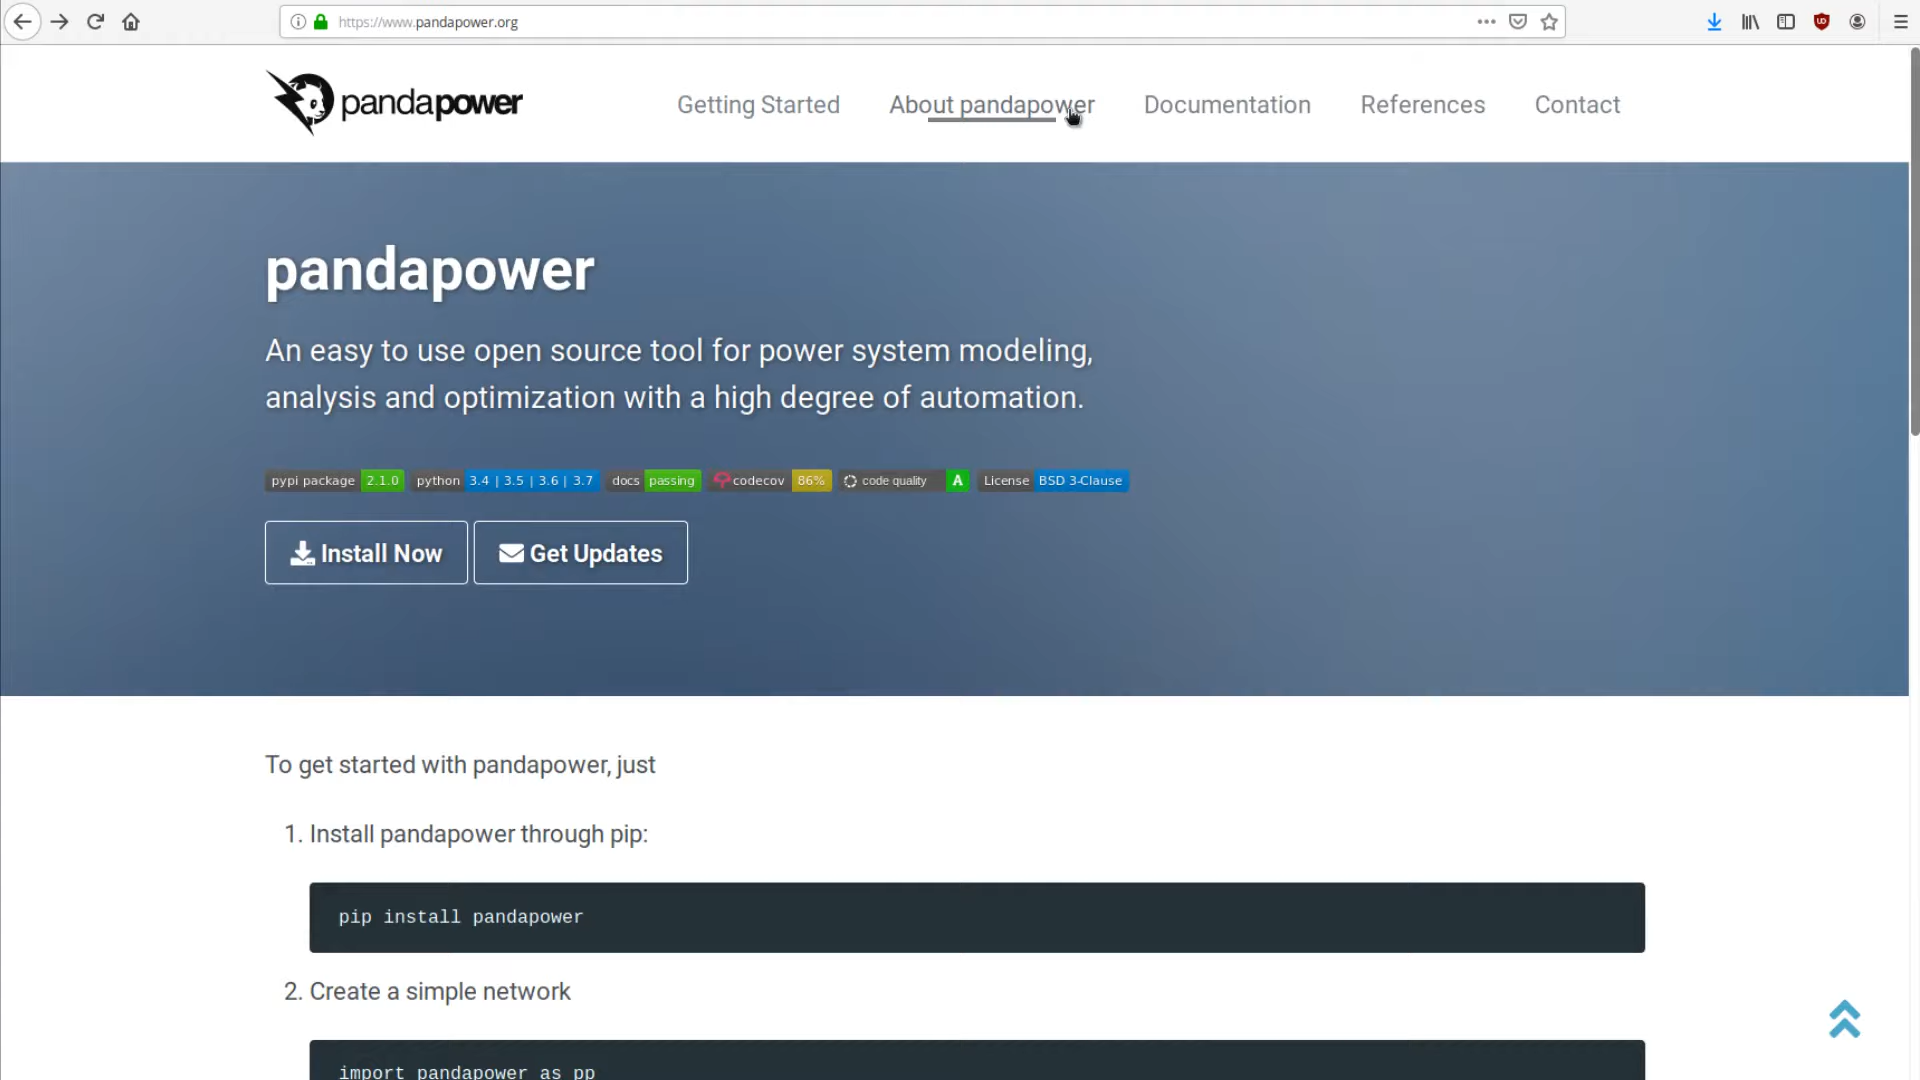 https://www.pandapower.org
pandapower
Getting Started
About pandapower
Documentation
References
Contact
pandapower
An easy to use open source tool for power system modeling,
analysis and optimization with a high degree of automation.
pypi package 2.1.0 python 3.4 | 3.5 | 3.6 | 3.7 docs passing codecov 86% code quality A License BSD 3-Clause
Install Now
Get Updates
To get started with pandapower, just
1. Install pandapower through pip:
pip install pandapower
2. Create a simple network
import pandapower as pp